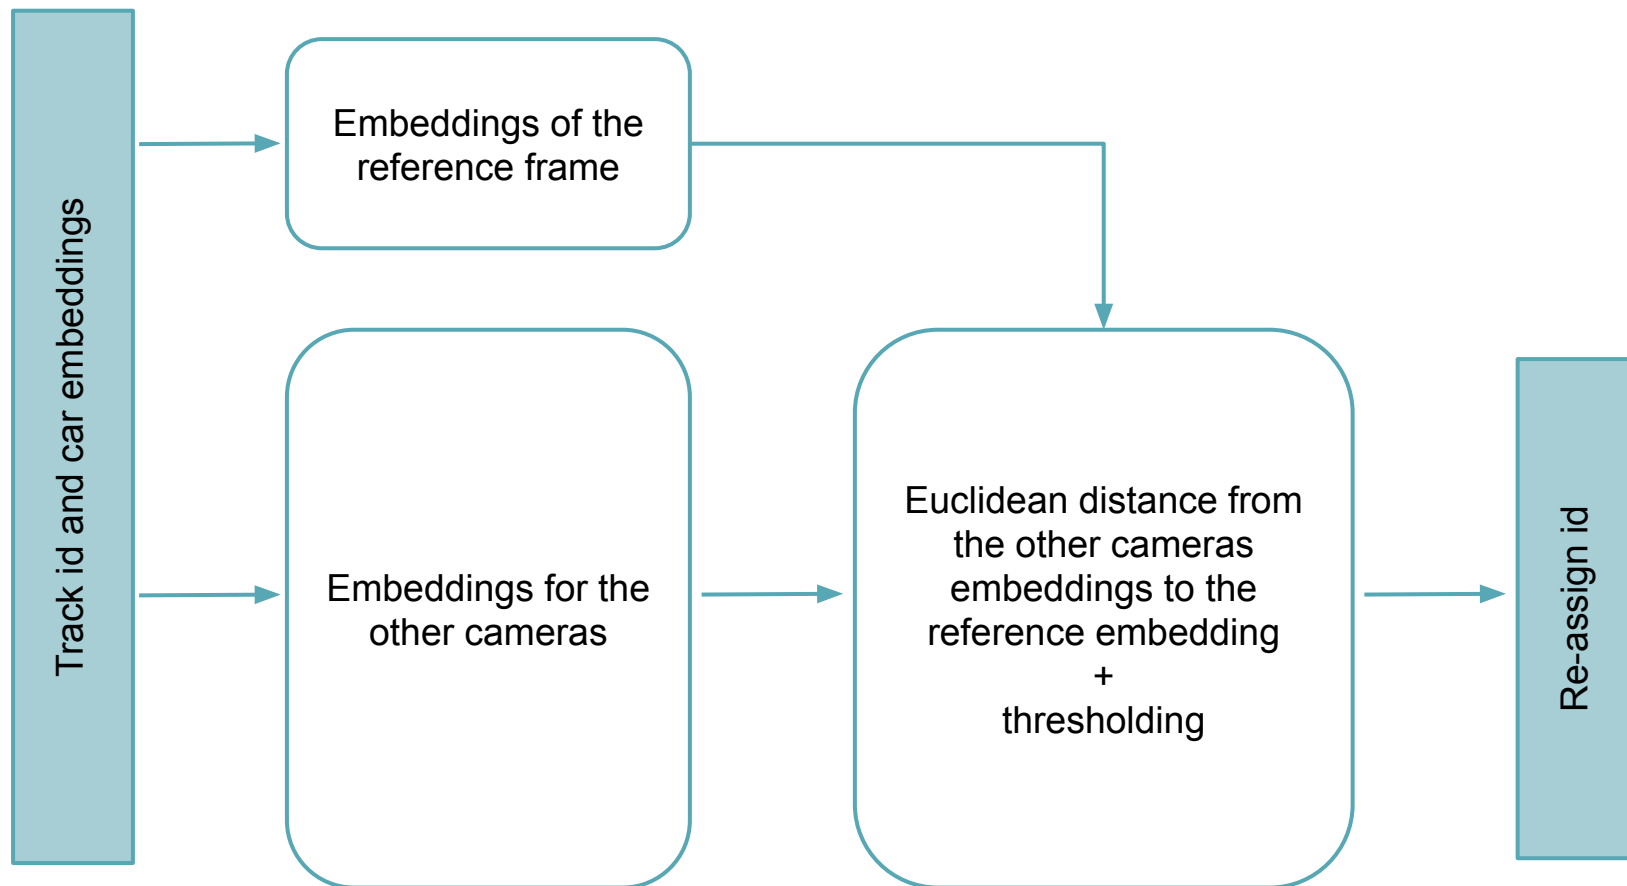 Track id and car embeddings
Embeddings of the
reference frame
Embeddings for the
other cameras
Euclidean distance from
the other cameras
embeddings to the
reference embedding
+
thresholding
Re-assign id